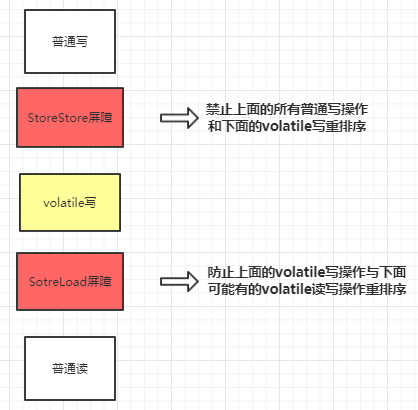 普通写
StoreStore屏障
禁止上面的所有普通写操作
和下面的volatile写重排序
volatile写
SotreLoad屏障
防止上面的volatile写操作与下面
可能有的volatile读写操作重排序
普通读